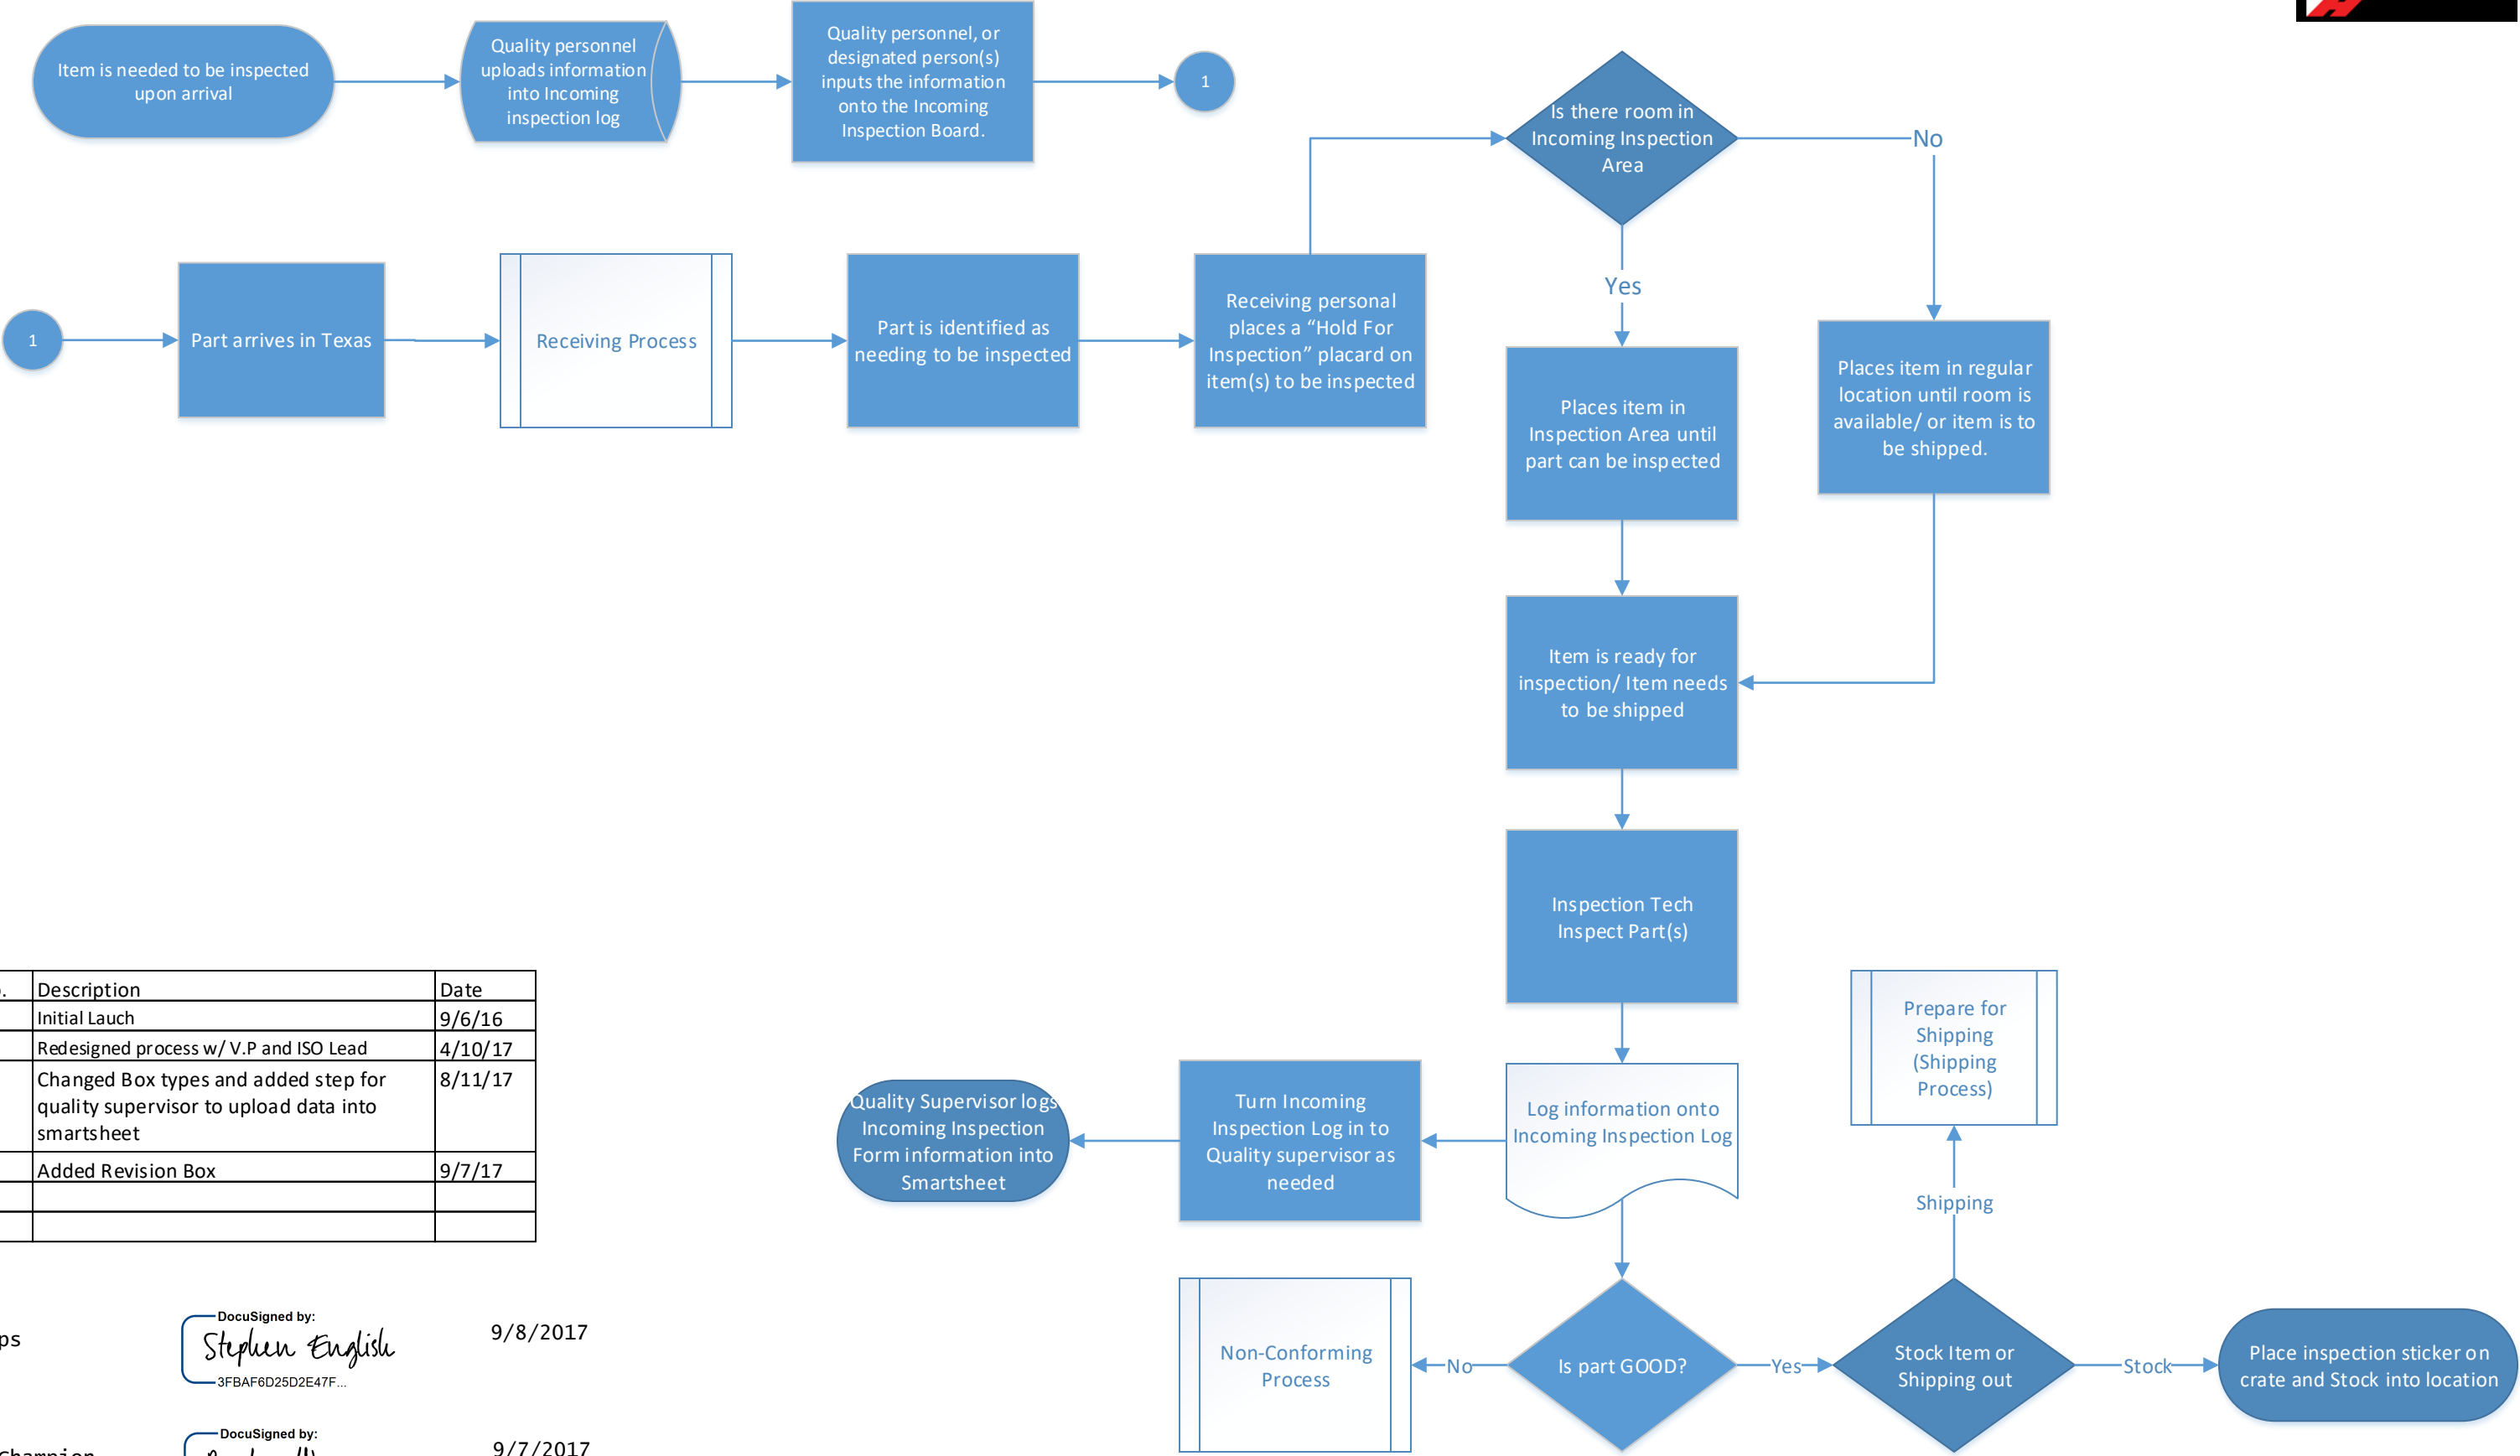 Item is needed to be inspected
upon arrival
Quality personnel
uploads information
into Incoming
inspection log
Quality personnel, or
designated person(s)
inputs the information
onto the Incoming
Inspection Board.
1
Is there room in
Incoming Inspection
Area
No
Yes
1
Part arrives in Texas
Receiving Process
Part is identified as
needing to be inspected
Receiving personal
places a “Hold For
Inspection” placard on
item(s) to be inspected
Places item in
Inspection Area until
part can be inspected
Places item in regular
location until room is
available/ or item is to
be shipped.
Item is ready for
inspection/ Item needs
to be shipped
Inspection Tech
Inspect Part(s)
Log information onto
Incoming Inspection Log
Turn Incoming
Inspection Log in to
Quality supervisor as
needed
Quality Supervisor logs
Incoming Inspection
Form information into
Smartsheet
Prepare for
Shipping
(Shipping
Process)
Shipping
Non-Conforming
Process
No
Is part GOOD?
Yes
Stock Item or
Shipping out
Stock
Place inspection sticker on
crate and Stock into location
Description Date
Initial Lauch 9/6/16
Redesigned process w/ V.P and ISO Lead 4/10/17
Changed Box types and added step for 8/11/17
quality supervisor to upload data into
smartsheet
Added Revision Box 9/7/17
DocuSigned by:
Stephen English
3FBAF6D25D2E47F...
9/8/2017
DocuSigned by:
Champion
9/7/2017